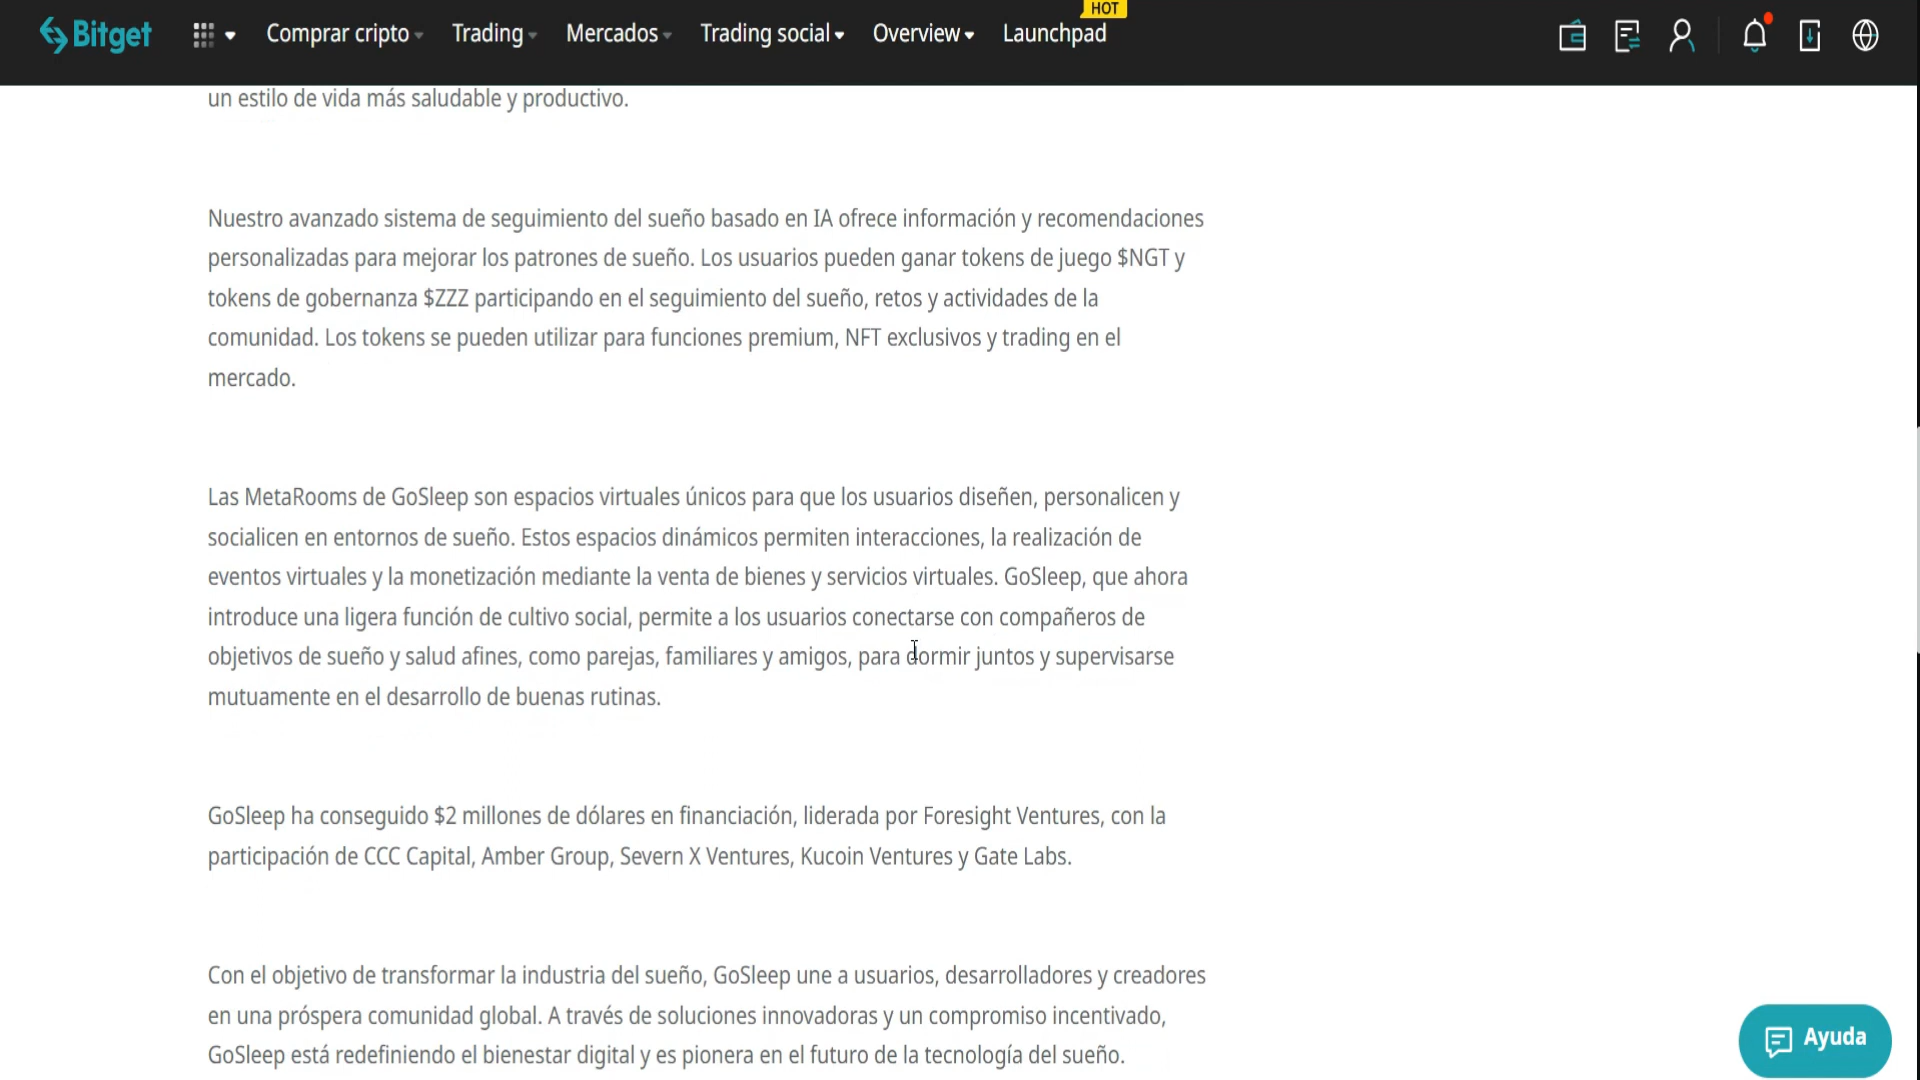 HOT
Bitget Comprar cripto Trading Mercados Trading social Overview Launchpad
un estilo de vida más saludable y productivo.
Nuestro avanzado sistema de seguimiento del sueño basado en IA ofrece información y recomendaciones
personalizadas para mejorar los patrones de sueño. Los usuarios pueden ganar tokens de juego $NGT y
tokens de gobernanza $ZZZ participando en el seguimiento del sueño, retos y actividades de la
comunidad. Los tokens se pueden utilizar para funciones premium, NFT exclusivos y trading en el
mercado.
Las MetaRooms de GoSleep son espacios virtuales únicos para que los usuarios diseñen, personalicen y
socialicen en entornos de sueño. Estos espacios dinámicos permiten interacciones, la realización de
eventos virtuales y la monetización mediante la venta de bienes y servicios virtuales. GoSleep, que ahora
introduce una ligera función de cultivo social, permite a los usuarios conectarse con compañeros de
objetivos de sueño y salud afines, como parejas, familiares y amigos, para dormir juntos y supervisarse
mutuamente en el desarrollo de buenas rutinas.
GoSleep ha conseguido $2 millones de dólares en financiación, liderada por Foresight Ventures, con la
participación de CCC Capital, Amber Group, Severn X Ventures, Kucoin Ventures y Gate Labs.
Con el objetivo de transformar la industria del sueño, GoSleep une a usuarios, desarrolladores y creadores
en una próspera comunidad global. A través de soluciones innovadoras y un compromiso incentivado,
GoSleep está redefiniendo el bienestar digital y es pionera en el futuro de la tecnología del sueño.
Ayuda